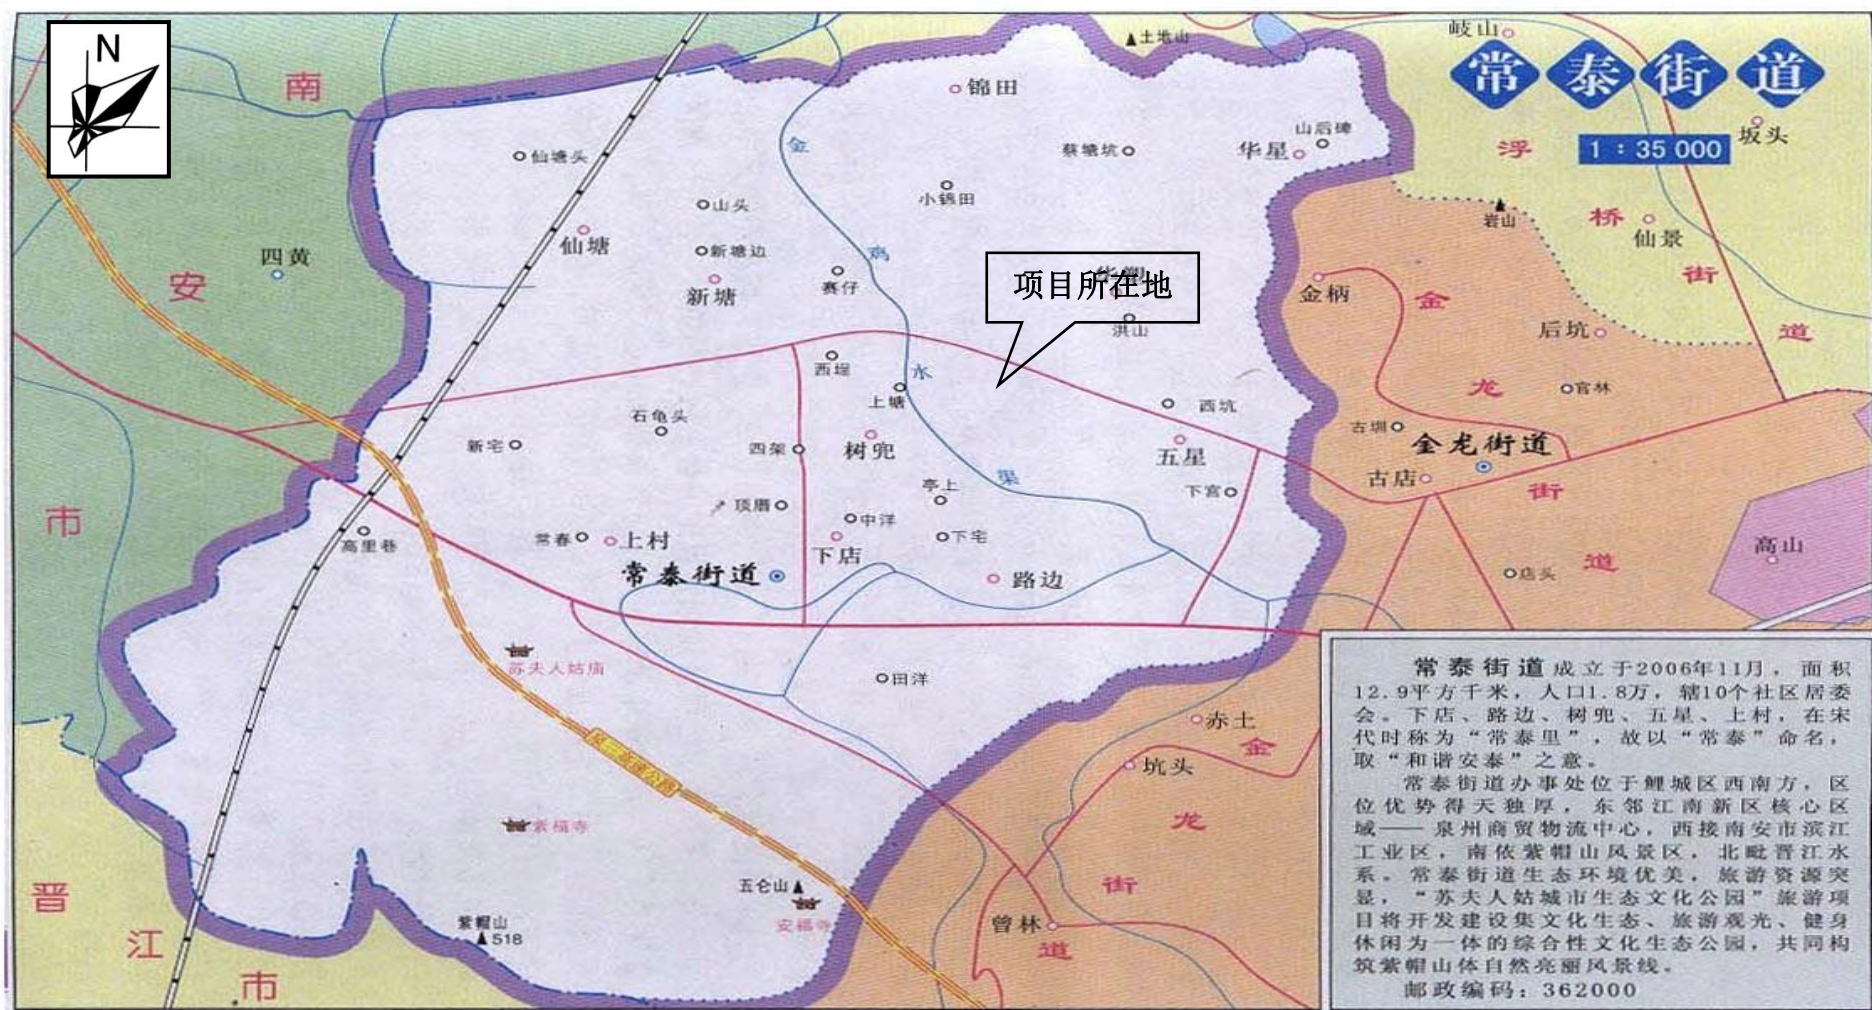 N
南
土地山
岐山
常泰街道
1：35 000
坂头
浮
桥
街
道
锦田
金
鸡
水
渠
仙塘头
蔡塘坑
山后碑
华星
小锦田
山头
岩山
仙景
仙塘
新塘边
四黄
安
新塘
赛仔
项目所在地
洪山
金柄
金
后坑
西堀
上塘
龙
官林
石龟头
西坑
古圳
金龙街道
新宅
四架
树兜
五星
古店
街
市
亭上
下宫
顶厝
中洋
高里巷
常春
上村
下店
下宅
高山
道
常泰街道
路边
店头
苏夫人姑庙
田洋
赤土
金
坑头
龙
紫福寺
街
晋
五仑山
安福寺
紫帽山
518
曾林
道
江
市
常泰街道成立于2006年11月，面积
12.9平方千米，人口1.8万，辖10个社区居委
会。下店、路边、树兜、五星、上村，在宋
代时称为“常泰里”，故以“常泰”命名，
取“和谐安泰”之意。
常泰街道办事处位于鲤城区西南方，区
位优势得天独厚，东邻江南新区核心区
域——泉州商贸物流中心，西接南安市滨江
工业区，南依紫帽山风景区，北毗晋江水
系。常泰街道生态环境优美，旅游资源突
显，“苏夫人姑城市生态文化公园”旅游项
目将开发建设集文化生态、旅游观光、健身
休闲为一体的综合性文化生态公园，共同构
筑紫帽山体自然亮丽风景线。
邮政编码：362000